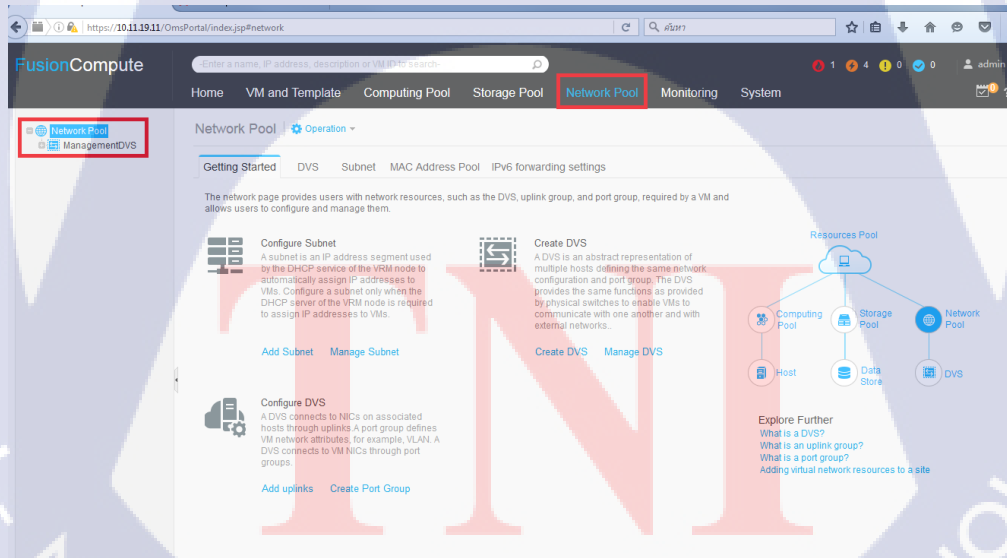 https://10.11.19.11/OmsPortal/index.jsp#network
ค้นหา
FusionCompute
-Enter a name, IP address, description or VM ID to search-
1 4 0 0 admin
Home VM and Template Computing Pool Storage Pool Network Pool Monitoring System
Network Pool
ManagementDVS
Network Pool Operation
Getting Started DVS Subnet MAC Address Pool IPv6 forwarding settings
The network page provides users with network resources, such as the DVS, uplink group, and port group, required by a VM and
allows users to configure and manage them.
Configure Subnet
A subnet is an IP address segment used
by the DHCP service of the VRM node to
automatically assign IP addresses to
VMs. Configure a subnet only when the
DHCP server of the VRM node is required
to assign IP addresses to VMs.
Add Subnet Manage Subnet
Create DVS
A DVS is an abstract representation of
multiple hosts defining the same network
configuration and port group. The DVS
provides the same functions as provided
by physical switches to enable VMs to
communicate with one another and with
external networks..
Create DVS Manage DVS
Configure DVS
A DVS connects to NICs on associated
hosts through uplinks.A port group defines
VM network attributes, for example, VLAN. A
DVS connects to VM NICs through port
groups.
Add uplinks Create Port Group
Resources Pool
Computing
Pool
Storage
Pool
Network
Pool
Host
Data
Store
DVS
Explore Further
What is a DVS?
What is an uplink group?
What is a port group?
Adding virtual network resources to a site
TNI